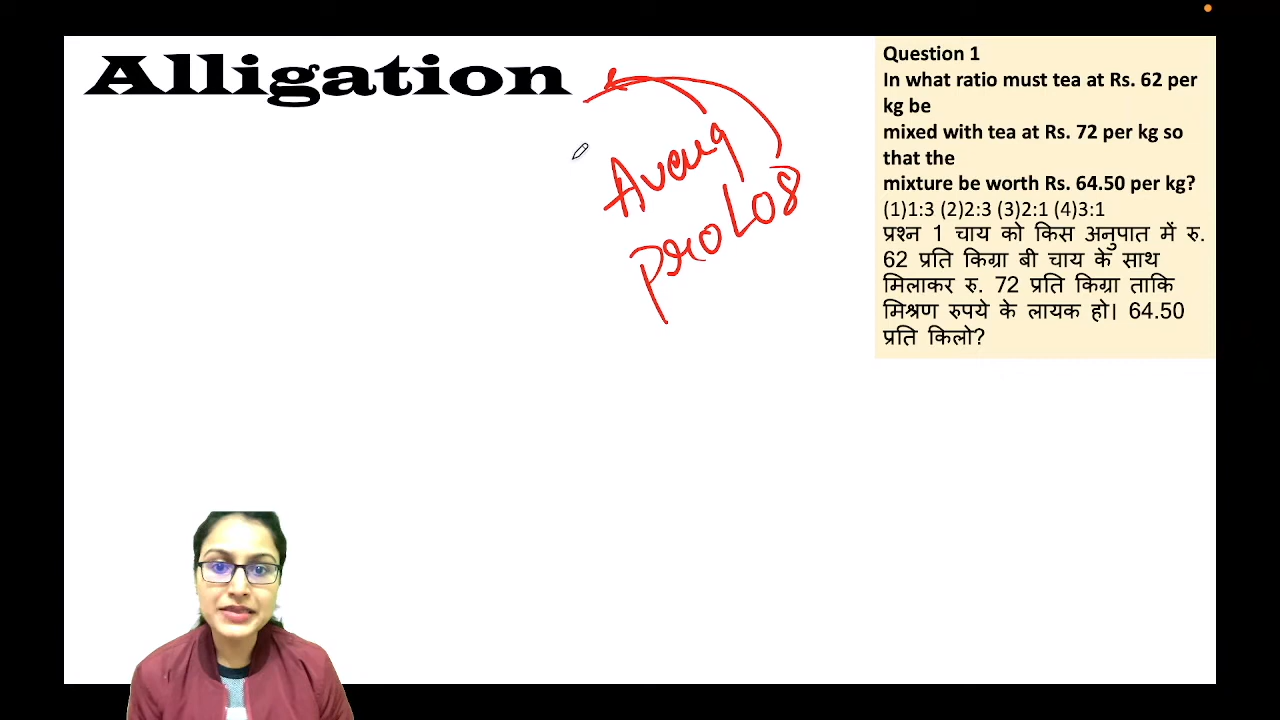 Alligation
Question 1
In what ratio must tea at Rs. 62 per
kg be
mixed with tea at Rs. 72 per kg so
that the
mixture be worth Rs. 64.50 per kg?
(1)1:3 (2)2:3 (3)2:1 (4)3:1
प्रश्न 1 चाय को किस अनुपात में रु.
62 प्रति किग्रा बी चाय के साथ
मिलाकर रु. 72 प्रति किग्रा ताकि
मिश्रण रुपये के लायक हो। 64.50
प्रति किलो?